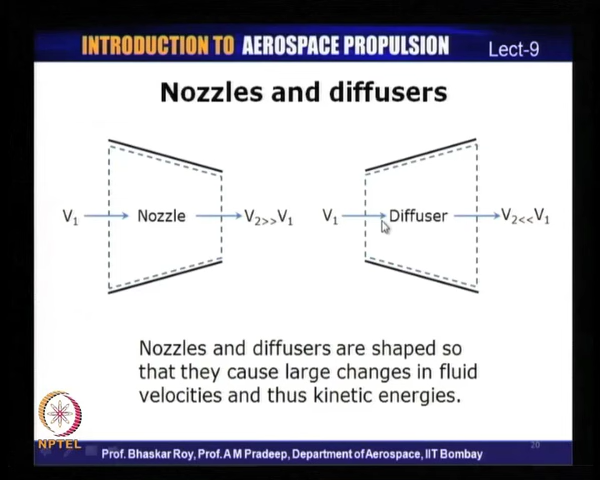 INTRODUCTION TO AEROSPACE PROPULSION
Lect-9
Nozzles and diffusers
V1 Nozzle V2>>V1 V1 Diffuser V2<<V1
Nozzles and diffusers are shaped so
that they cause large changes in fluid
velocities and thus kinetic energies.
NPTEL
20
Prof. Bhaskar Roy, Prof. A M Pradeep, Department of Aerospace, IIT Bombay